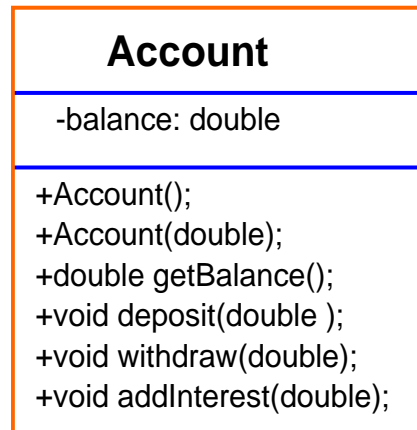 Account
-balance: double
+Account();
+Account(double);
+double getBalance();
+void deposit(double );
+void withdraw(double);
+void addInterest(double);